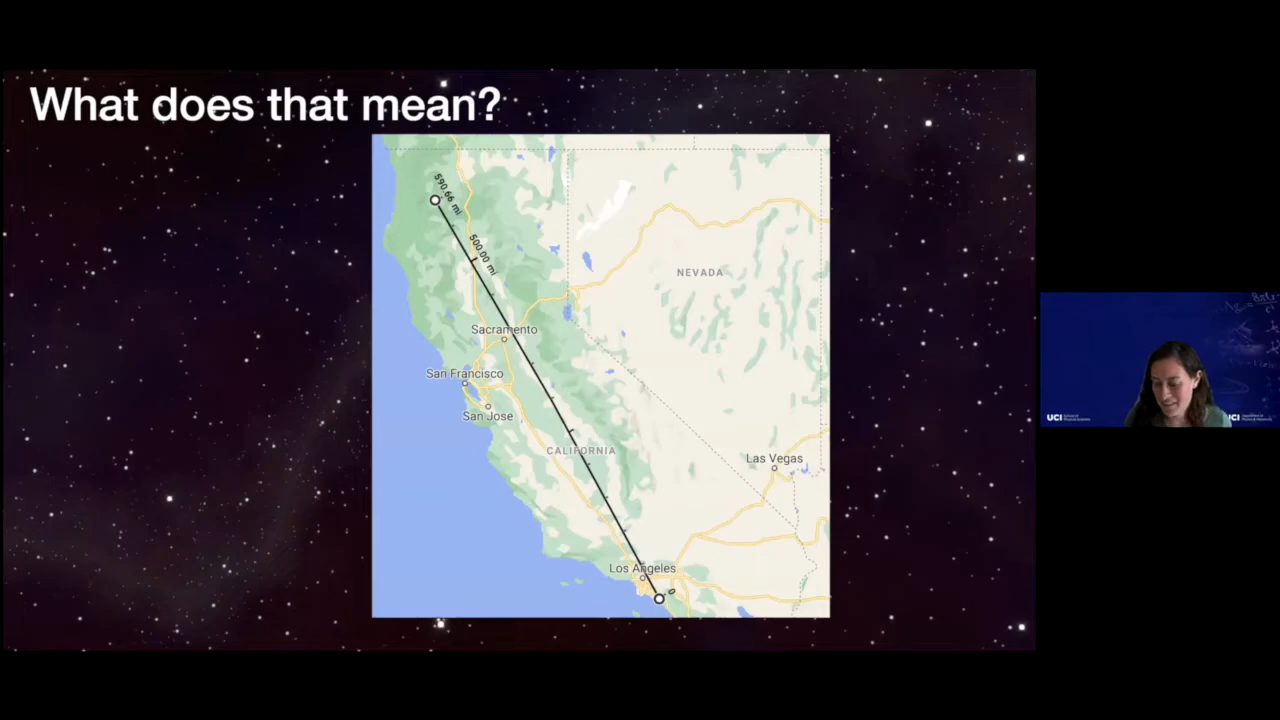 What does that mean?
590.66 mi
500.00 mi
NEVADA
Sacramento
San Francisco
San Jose
CALIFORNIA
Las Vegas
Los Angeles
0
UCI